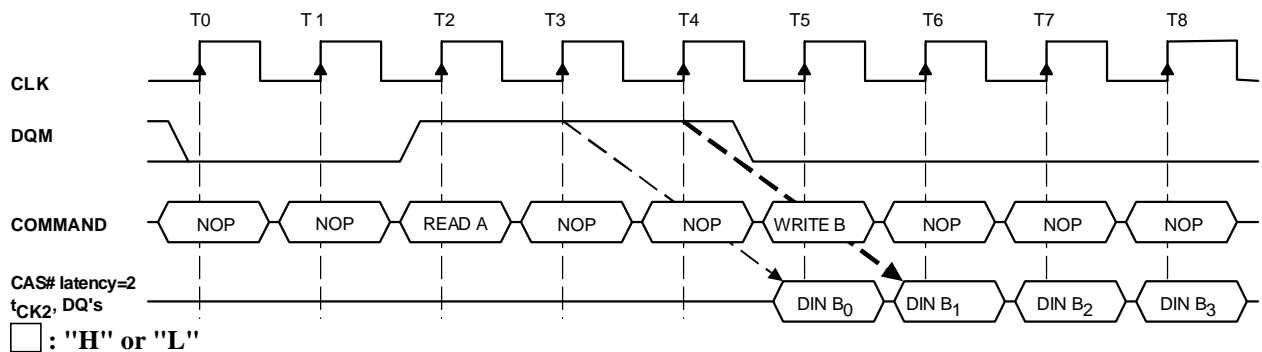 T0 T1 T2 T3 T4 T5 T6 T7 T8
CLK
DQM
COMMAND NOP NOP READ A NOP NOP WRITE B NOP NOP NOP
CAS# latency=2
tCK2, DQ's DIN B0 DIN B1 DIN B2 DIN B3
: "H" or "L"